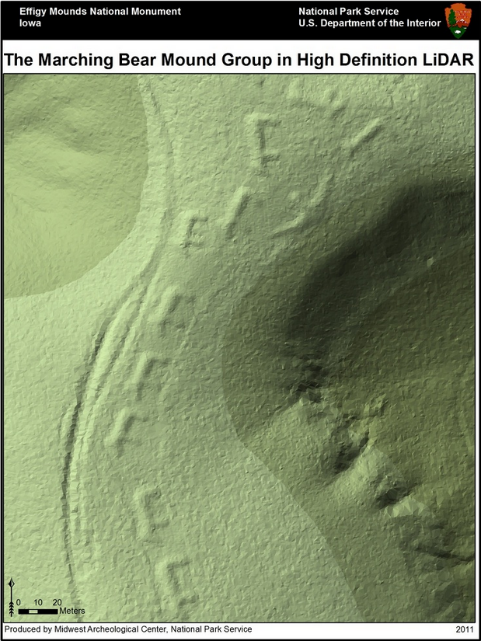 Effigy Mounds National Monument
Iowa
National Park Service
U.S. Department of the Interior
The Marching Bear Mound Group in High Definition LiDAR
0 10 20
Meters
Produced by Midwest Archeological Center, National Park Service
2011